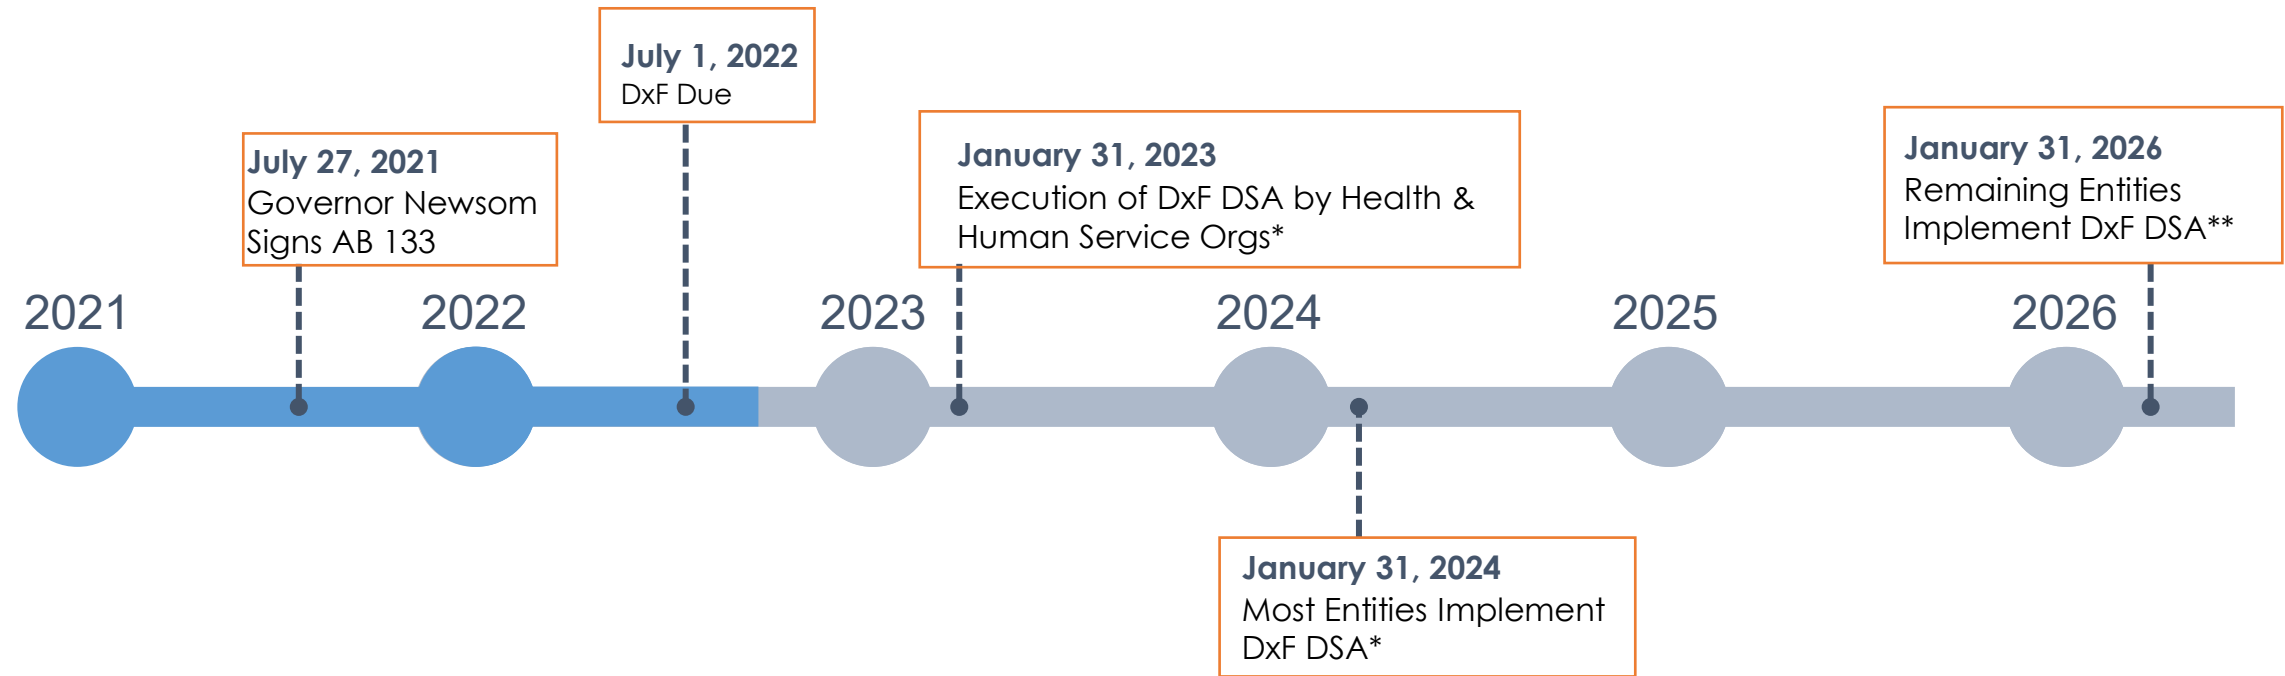 July 1, 2022
DxF Due
July 27, 2021
Governor Newsom
Signs AB 133
January 31, 2023
Execution of DxF DSA by Health &
Human Service Orgs*
January 31, 2026
Remaining Entities
Implement DxF DSA**
2021
2022
2023
2024
2025
2026
January 31, 2024
Most Entities Implement
DxF DSA*